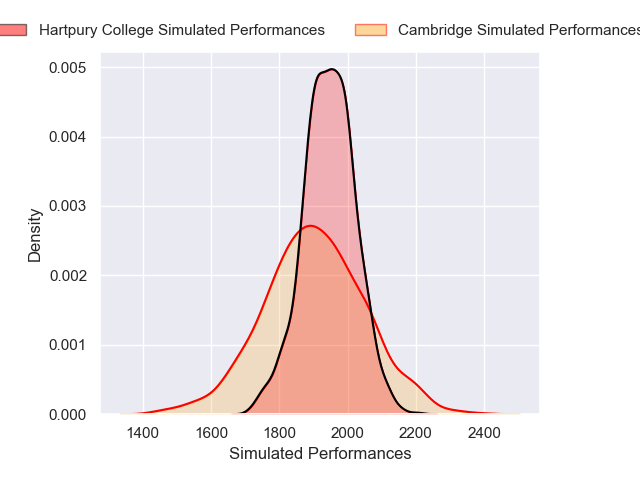 Hartpury College Simulated Performances
Cambridge Simulated Performances
0.005
0.004
0.003
0.002
0.001
0.000
Density
1400 1600 1800 2000 2200 2400
Simulated Performances